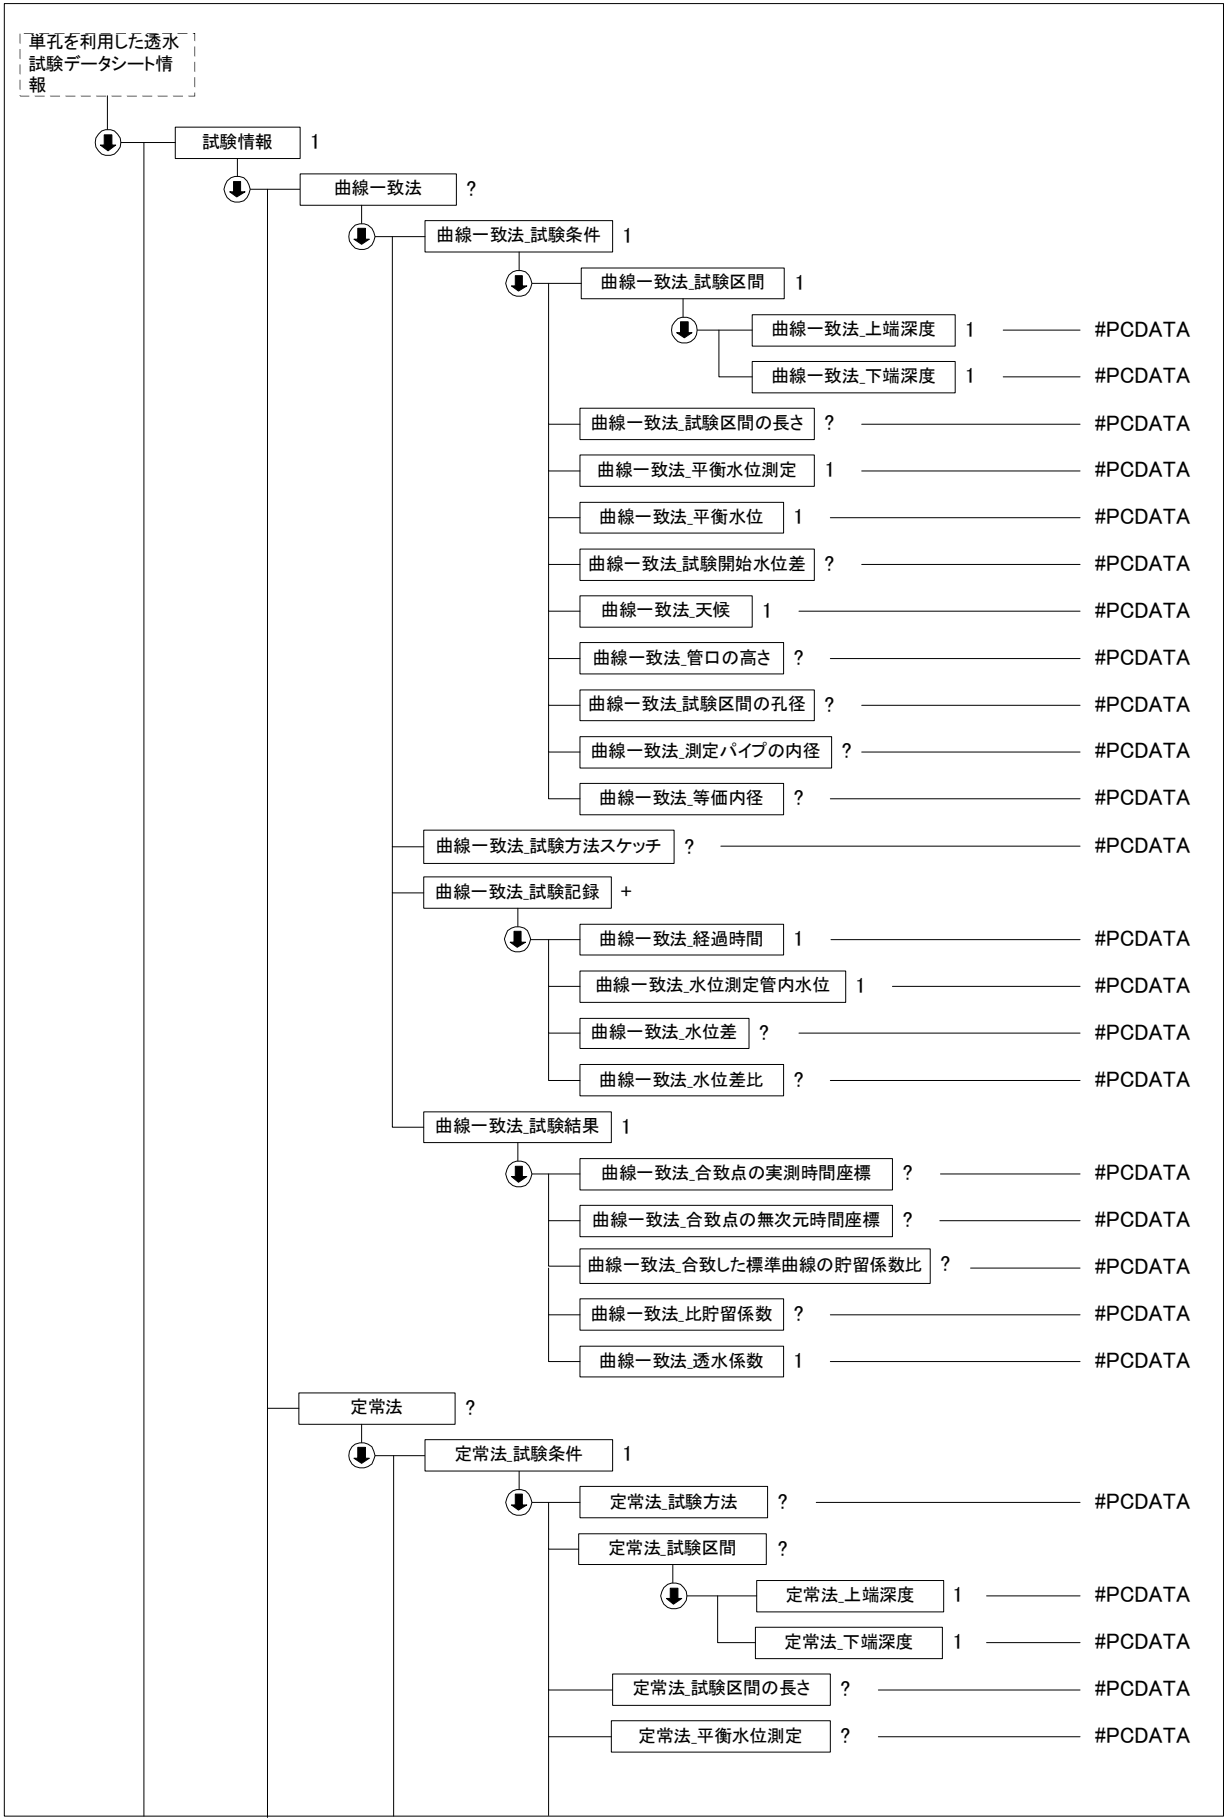 単孔を利用した透水
試験データシート情
報
試験情報 1
曲線一致法 ?
曲線一致法_試験条件 1
曲線一致法_試験区間 1
曲線一致法_上端深度 1 #PCDATA
曲線一致法_下端深度 1 #PCDATA
曲線一致法_試験区間の長さ ? #PCDATA
曲線一致法_平衡水位測定 1 #PCDATA
曲線一致法_平衡水位 1 #PCDATA
曲線一致法_試験開始水位差 ? #PCDATA
曲線一致法_天候 1 #PCDATA
曲線一致法_管口の高さ ? #PCDATA
曲線一致法_試験区間の孔径 ? #PCDATA
曲線一致法_測定パイプの内径 ? #PCDATA
曲線一致法_等価内径 ? #PCDATA
曲線一致法_試験方法スケッチ ? #PCDATA
曲線一致法_試験記録 +
曲線一致法_経過時間 1 #PCDATA
曲線一致法_水位測定管内水位 1 #PCDATA
曲線一致法_水位差 ? #PCDATA
曲線一致法_水位差比 ? #PCDATA
曲線一致法_試験結果 1
曲線一致法_合致点の実測時間座標 ? #PCDATA
曲線一致法_合致点の無次元時間座標 ? #PCDATA
曲線一致法_合致した標準曲線の貯留係数比 ? #PCDATA
曲線一致法_比貯留係数 ? #PCDATA
曲線一致法_透水係数 1 #PCDATA
定常法 ?
定常法_試験条件 1
定常法_試験方法 ? #PCDATA
定常法_試験区間 ?
定常法_上端深度 1 #PCDATA
定常法_下端深度 1 #PCDATA
定常法_試験区間の長さ ? #PCDATA
定常法_平衡水位測定 ? #PCDATA